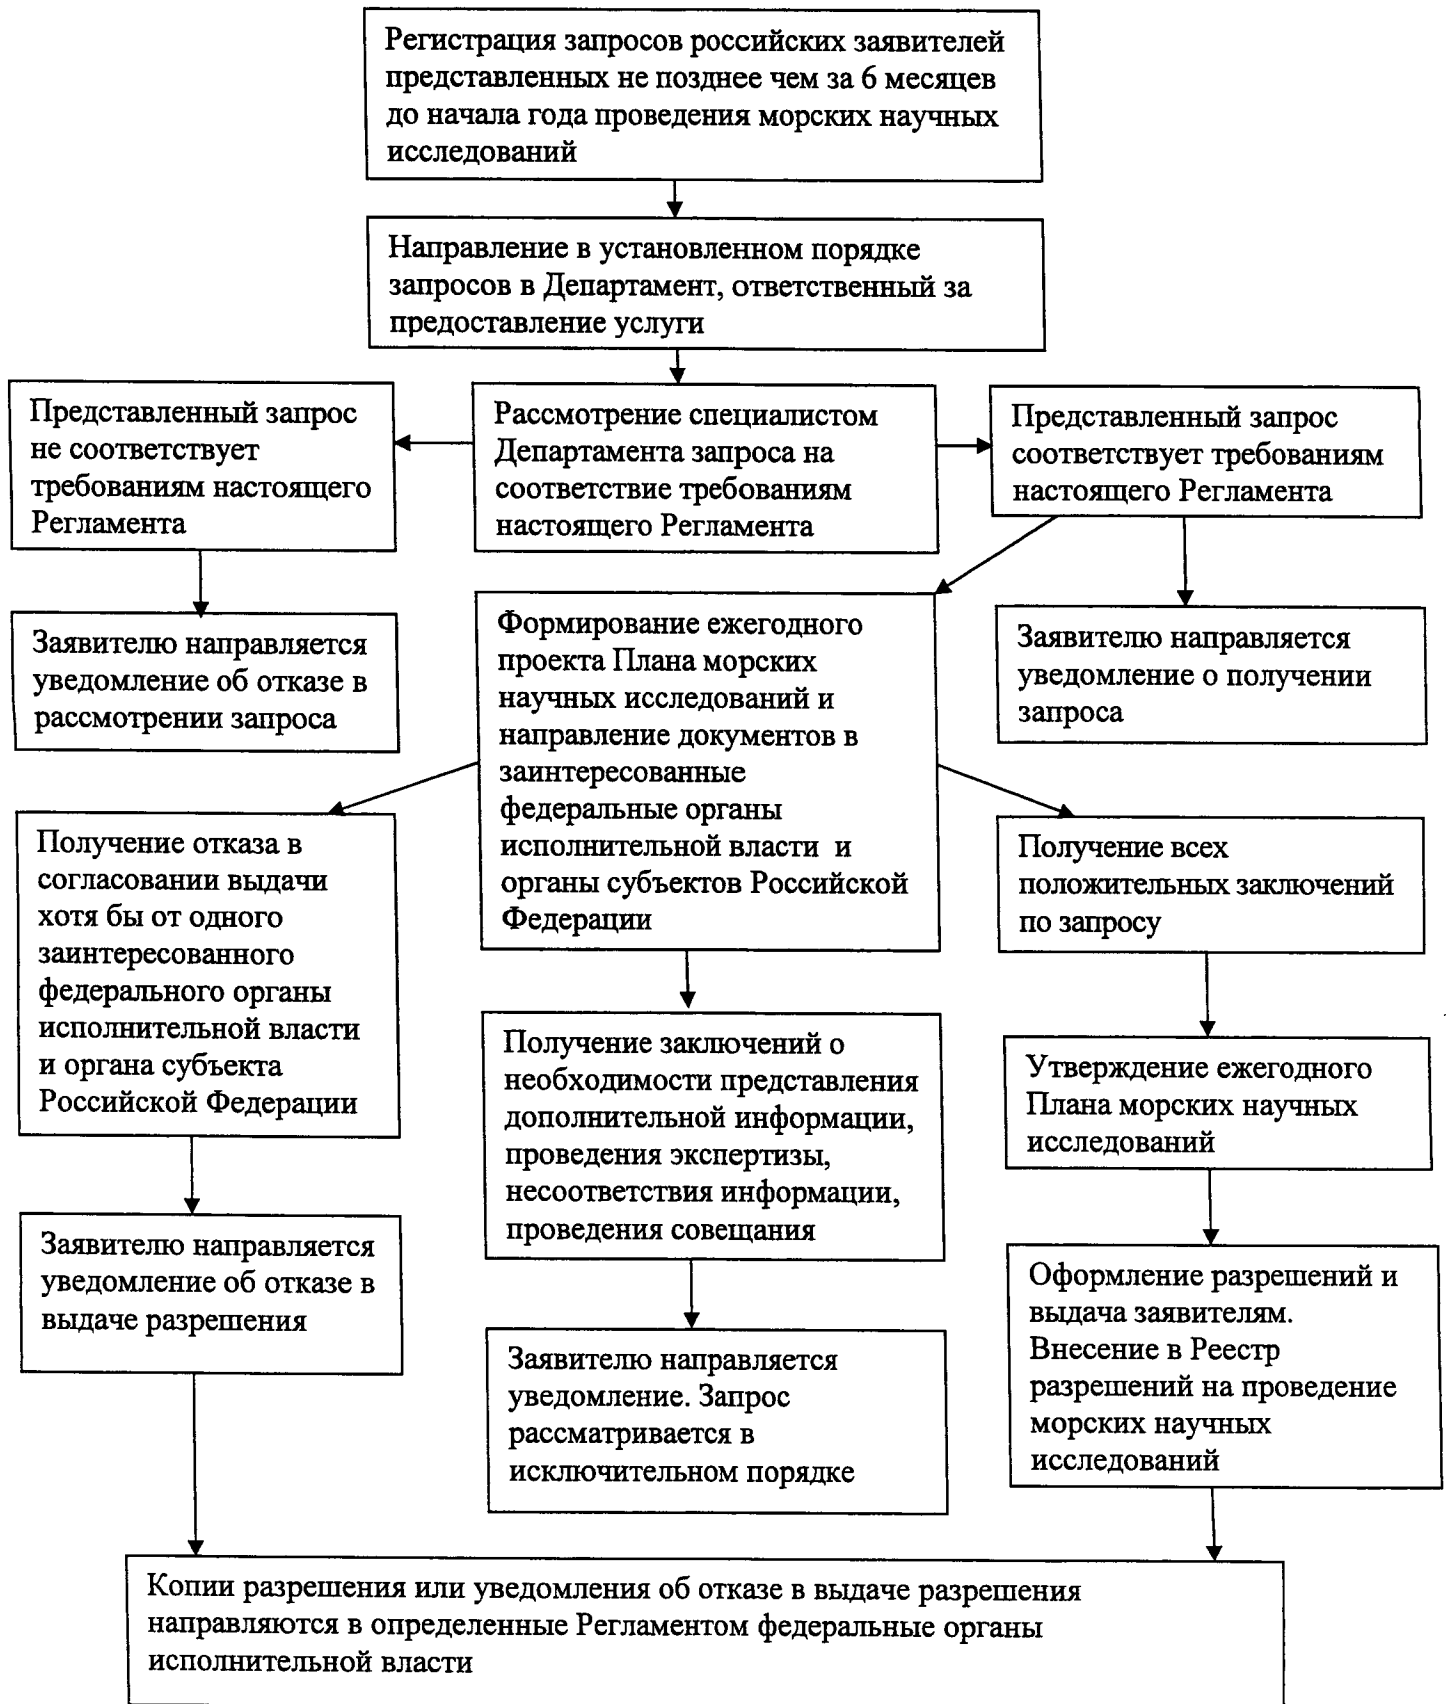 Регистрация запросов российских заявителей
представленных не позднее чем за 6 месяцев
до начала года проведения морских научных
исследований
Направление в установленном порядке
запросов в Департамент, ответственный за
предоставление услуги
Представленный запрос
не соответствует
требованиям настоящего
Регламента
Рассмотрение специалистом
Департамента запроса на
соответствие требованиям
настоящего Регламента
Представленный запрос
соответствует требованиям
настоящего Регламента
Заявителю направляется
уведомление об отказе в
рассмотрении запроса
Формирование ежегодного
проекта Плана морских
научных исследований и
направление документов в
заинтересованные
федеральные органы
исполнительной власти и
органы субъектов Российской
Федерации
Заявителю направляется
уведомление о получении
запроса
Получение отказа в
согласовании выдачи
хотя бы от одного
заинтересованного
федерального органы
исполнительной власти
и органа субъекта
Российской Федерации
Получение всех
положительных заключений
по запросу
Получение заключений о
необходимости представления
дополнительной информации,
проведения экспертизы,
несоответствия информации,
проведения совещания
Утверждение ежегодного
Плана морских научных
исследований
Заявителю направляется
уведомление об отказе в
выдаче разрешения
Заявителю направляется
уведомление. Запрос
рассматривается в
исключительном порядке
Оформление разрешений и
выдача заявителям.
Внесение в Реестр
разрешений на проведение
морских научных
исследований
Копии разрешения или уведомления об отказе в выдаче разрешения
направляются в определенные Регламентом федеральные органы
исполнительной власти